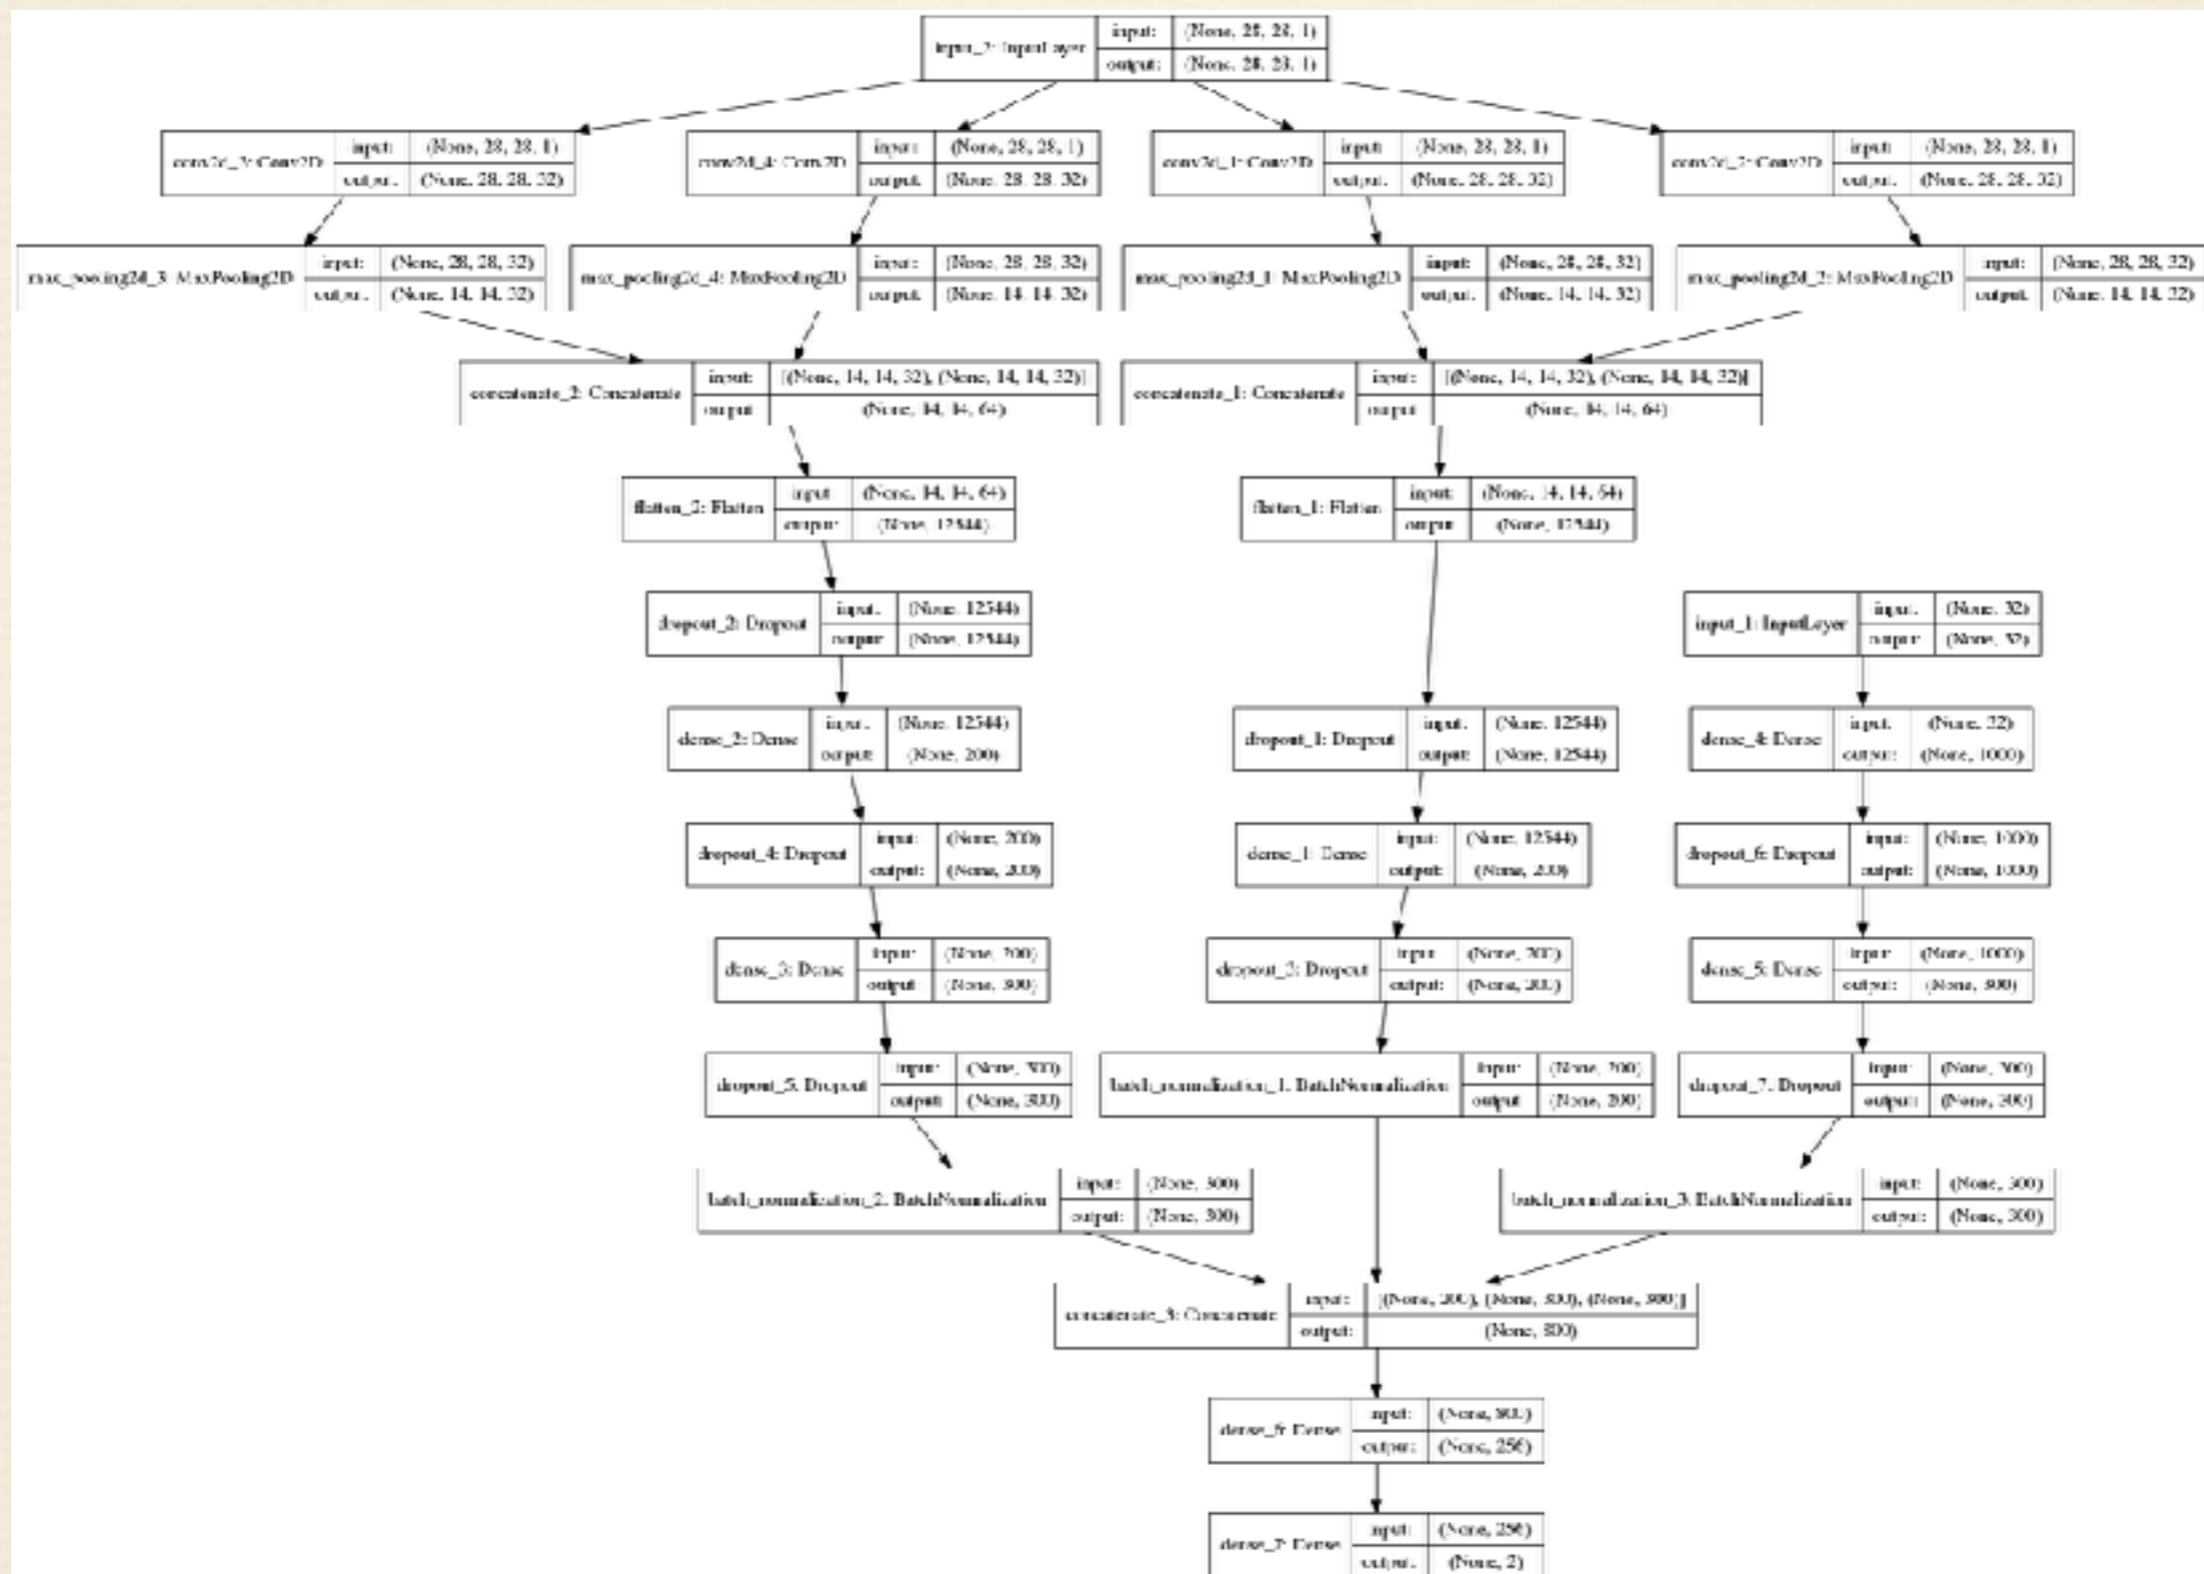 input_2: InputLayer input: (None, 28, 28, 1)
output: (None, 28, 28, 1)
conv2d_3: Conv2D input: (None, 28, 28, 1)
output: (None, 28, 28, 32)
conv2d_4: Conv2D input: (None, 28, 28, 1)
output: (None, 28, 28, 32)
conv2d_1: Conv2D input: (None, 28, 28, 1)
output: (None, 28, 28, 32)
conv2d_2: Conv2D input: (None, 28, 28, 1)
output: (None, 28, 28, 32)
max_pooling2d_3: MaxPooling2D input: (None, 28, 28, 32)
output: (None, 14, 14, 32)
max_pooling2d_4: MaxPooling2D input: (None, 28, 28, 32)
output: (None, 14, 14, 32)
max_pooling2d_1: MaxPooling2D input: (None, 28, 28, 32)
output: (None, 14, 14, 32)
max_pooling2d_2: MaxPooling2D input: (None, 28, 28, 32)
output: (None, 14, 14, 32)
concatenate_2: Concatenate input: [(None, 14, 14, 32), (None, 14, 14, 32)]
output: (None, 14, 14, 64)
concatenate_1: Concatenate input: [(None, 14, 14, 32), (None, 14, 14, 32)]
output: (None, 14, 14, 64)
flatten_2: Flatten input: (None, 14, 14, 64)
output: (None, 12544)
flatten_1: Flatten input: (None, 14, 14, 64)
output: (None, 12544)
dropout_2: Dropout input: (None, 12544)
output: (None, 12544)
input_1: InputLayer input: (None, 32)
output: (None, 32)
dense_2: Dense input: (None, 12544)
output: (None, 200)
dropout_1: Dropout input: (None, 12544)
output: (None, 12544)
dense_4: Dense input: (None, 32)
output: (None, 1000)
dropout_4: Dropout input: (None, 200)
output: (None, 200)
dense_1: Dense input: (None, 12544)
output: (None, 200)
dropout_6: Dropout input: (None, 1000)
output: (None, 1000)
dense_3: Dense input: (None, 200)
output: (None, 300)
dropout_3: Dropout input: (None, 200)
output: (None, 200)
dense_5: Dense input: (None, 1000)
output: (None, 300)
dropout_5: Dropout input: (None, 300)
output: (None, 300)
batch_normalization_1: BatchNormalization input: (None, 200)
output: (None, 200)
dropout_7: Dropout input: (None, 300)
output: (None, 300)
batch_normalization_2: BatchNormalization input: (None, 300)
output: (None, 300)
batch_normalization_3: BatchNormalization input: (None, 300)
output: (None, 300)
concatenate_3: Concatenate input: [(None, 200), (None, 300), (None, 300)]
output: (None, 800)
dense_6: Dense input: (None, 800)
output: (None, 256)
dense_7: Dense input: (None, 256)
output: (None, 2)